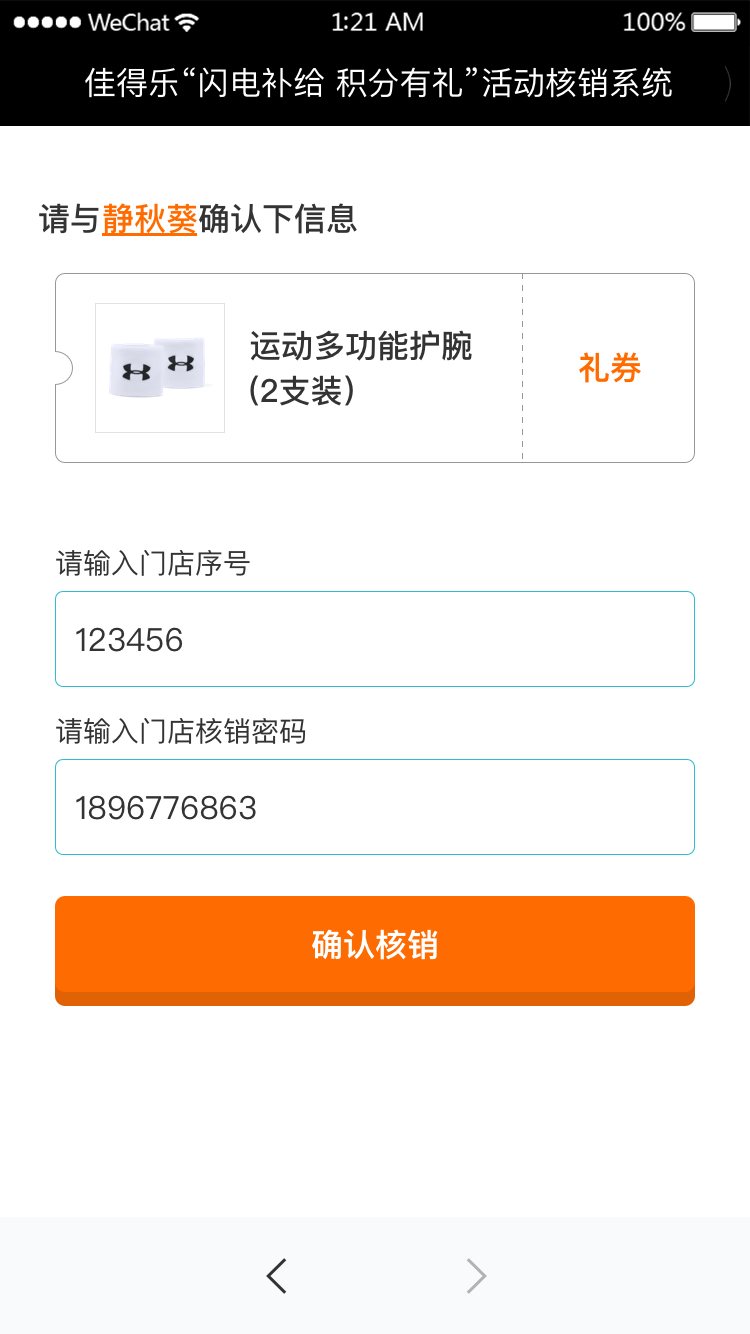 WeChat 1:21 AM 100%
佳得乐“闪电补给 积分有礼”活动核销系统
请与静秋葵确认下信息
运动多功能护腕
(2支装)
礼券
请输入门店序号
123456
请输入门店核销密码
1896776863
确认核销